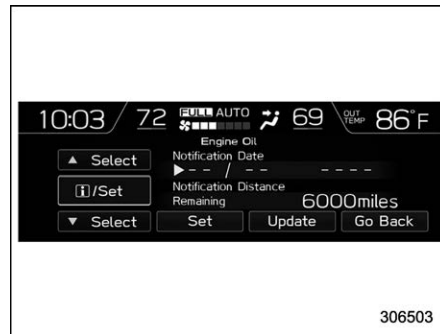 10:03 72 FULL AUTO 69 OUT TEMP 86°F
Engine Oil
▲ Select
Notification Date
▶-- / -- ----
i/Set
Notification Distance
Remaining 6000miles
▼ Select Set Update Go Back
306503